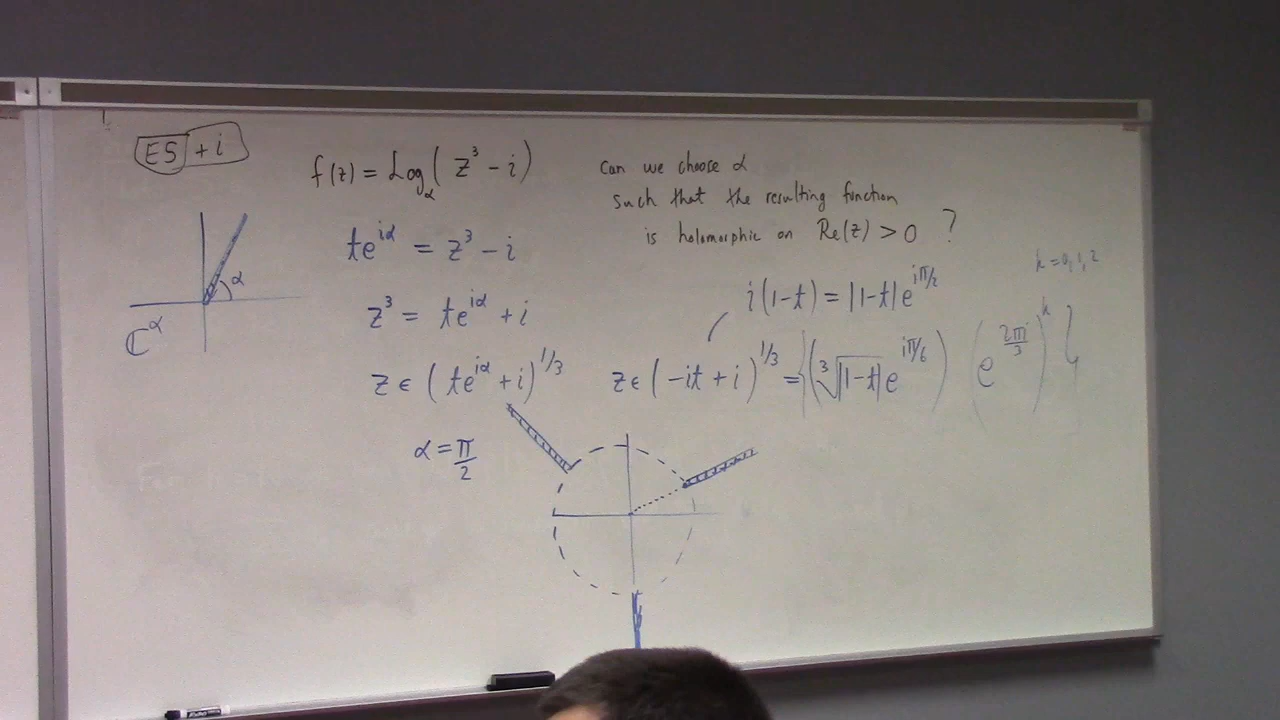 E5 + i
f(z) = Log_α( z³ - i )
Can we choose α
such that the resulting function
is holomorphic on Re(z) > 0 ?
te^{iα} = z³ - i
z³ = te^{iα} + i
z ∈ ( te^{iα} + i )^{1/3}
α = π/2
α
ℂ^α
k = 0, 1, 2
i(1-t) = |1-t| e^{iπ/2}
z ∈ ( -it + i )^{1/3} = { ( ∛|1-t| e^{iπ/6} ) ( e^{2πi/3} )^k }